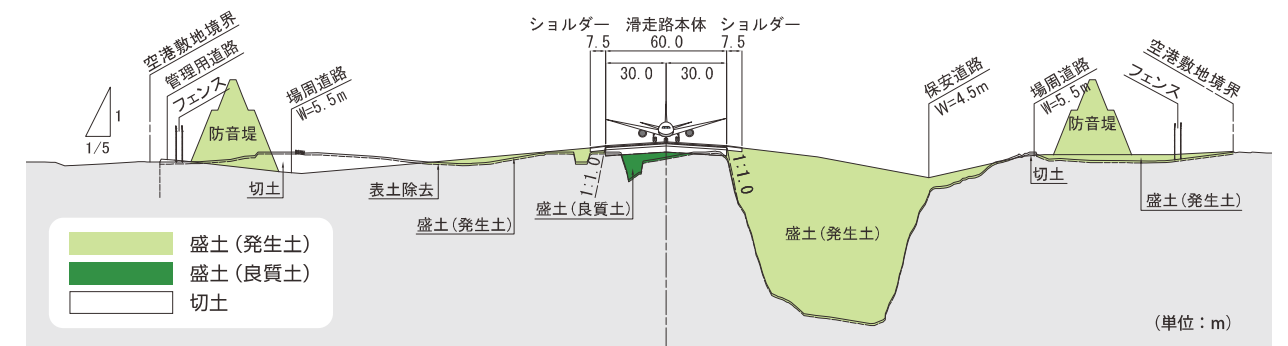 ショルダー 滑走路本体 ショルダー
7.5 60.0 7.5
30.0 30.0
空港敷地境界
管理用道路
フェンス
場周道路
W=5.5m
1
1/5
防音堤
切土
表土除去
盛土(発生土)
1:1.0
盛土(良質土)
1:1.0
盛土(発生土)
保安道路
W=4.5m
場周道路
W=5.5m
フェンス
空港敷地境界
防音堤
切土
盛土(発生土)
盛土(発生土)
盛土(良質土)
切土
(単位:m)